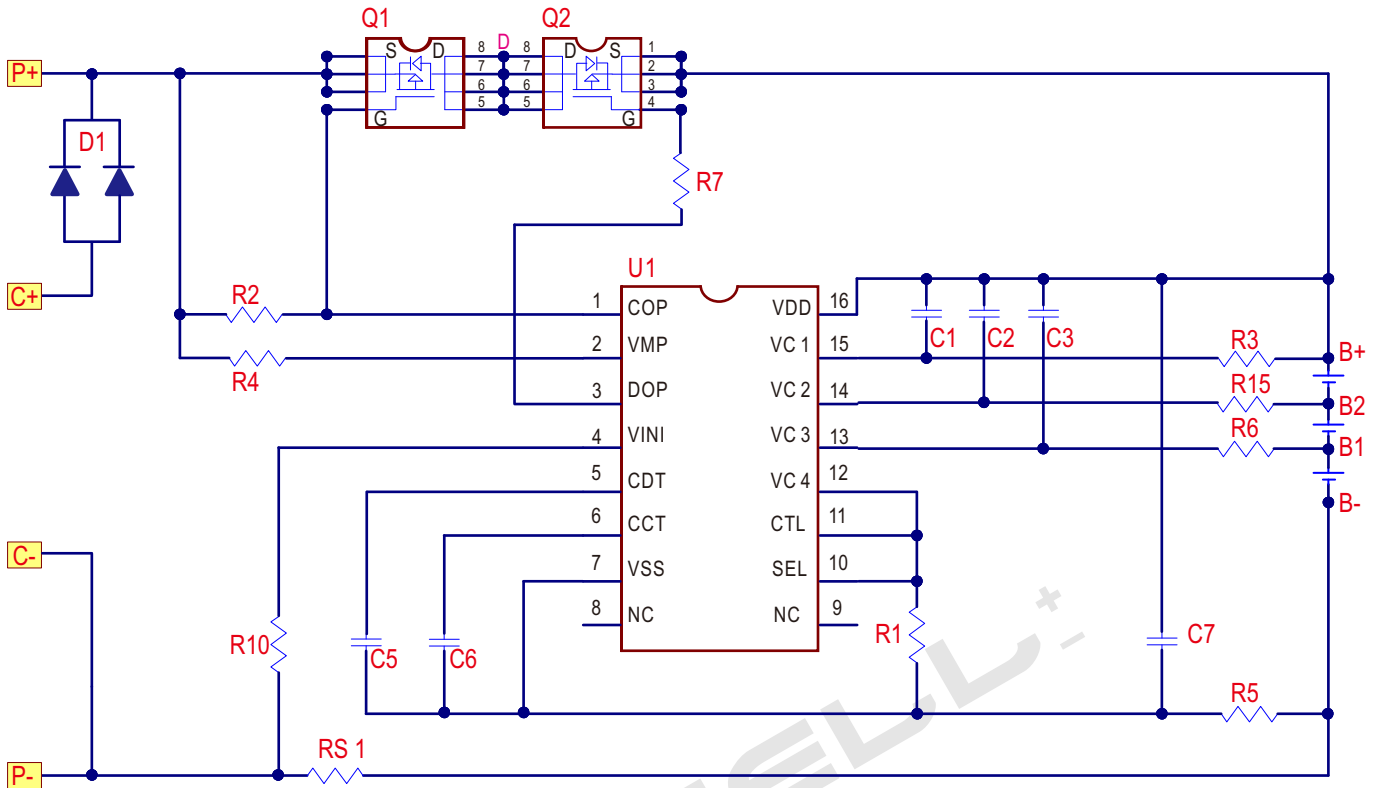 Q1
Q2
P+
S D
G
8
7
6
5
D
8
7
6
5
D S
G
1
2
3
4
D1
R7
C+
R2
R4
U1
1 COP
2 VMP
3 DOP
4 VINI
5 CDT
6 CCT
7 VSS
8 NC
VDD 16
VC 1 15
VC 2 14
VC 3 13
VC 4 12
CTL 11
SEL 10
NC 9
C1
C2
C3
R3
R15
R6
B+
B2
B1
B-
C-
R10
C5
C6
R1
C7
R5
RS 1
P-
ELL+-